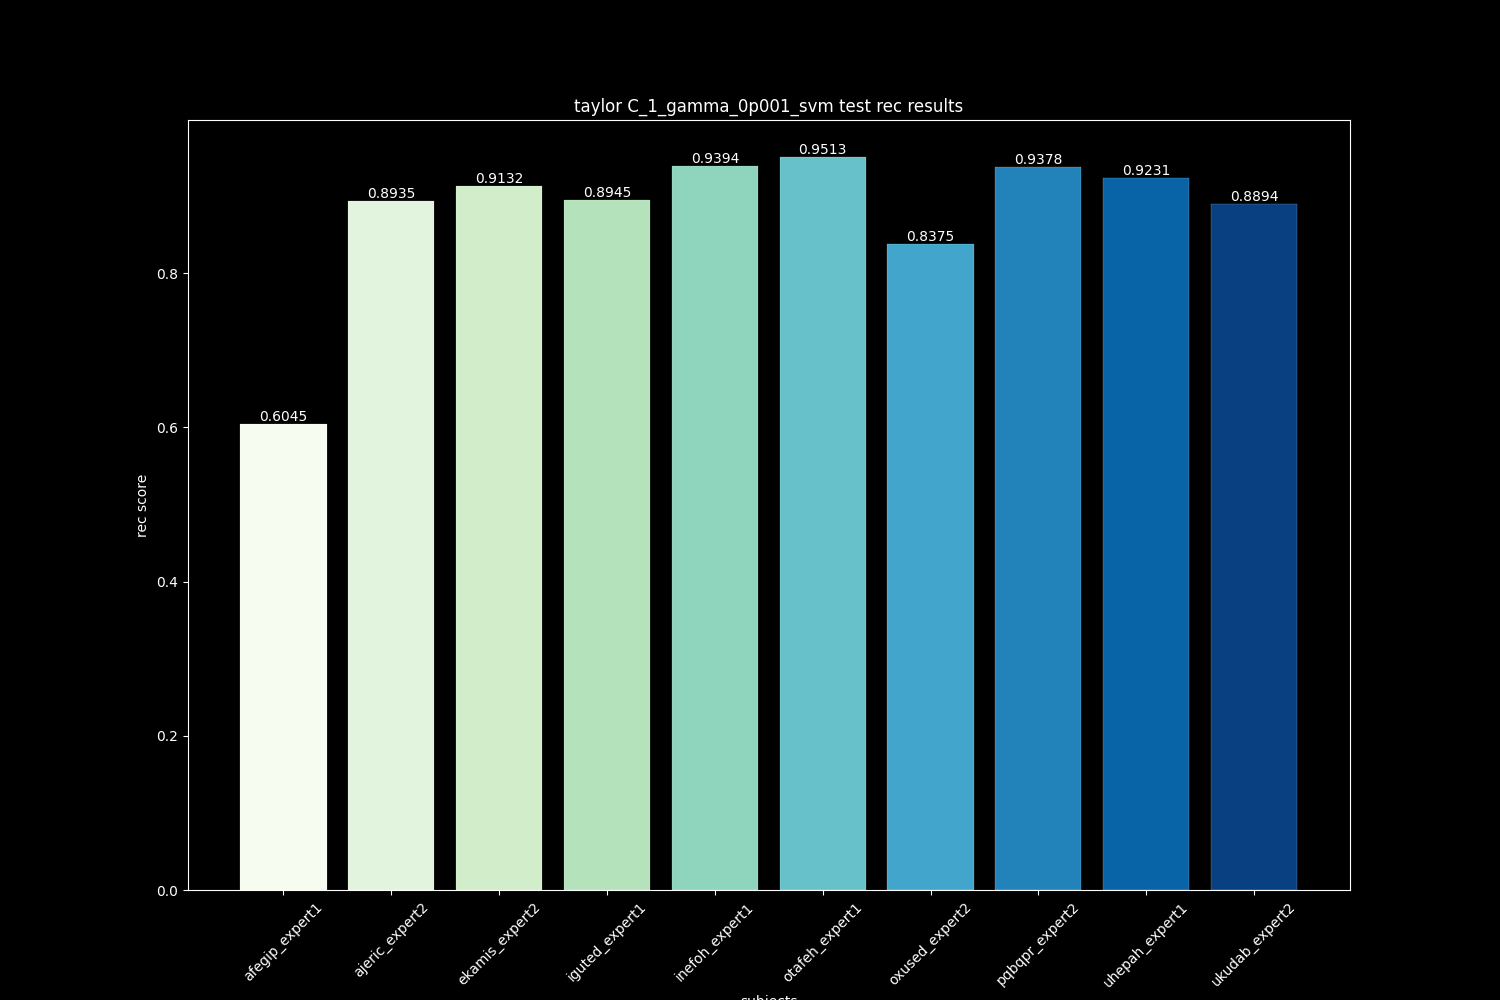 taylor C_1_gamma_0p001_svm test rec results
0.6045
0.8935
0.9132
0.8945
0.9394
0.9513
0.8375
0.9378
0.9231
0.8894
0.8
0.6
0.4
0.2
0.0
rec score
afegip_expert1
ajeric_expert2
ekamis_expert2
iguted_expert1
inefoh_expert1
otafeh_expert1
oxused_expert2
pqbqpr_expert2
uhepah_expert1
ukudab_expert2
subjects